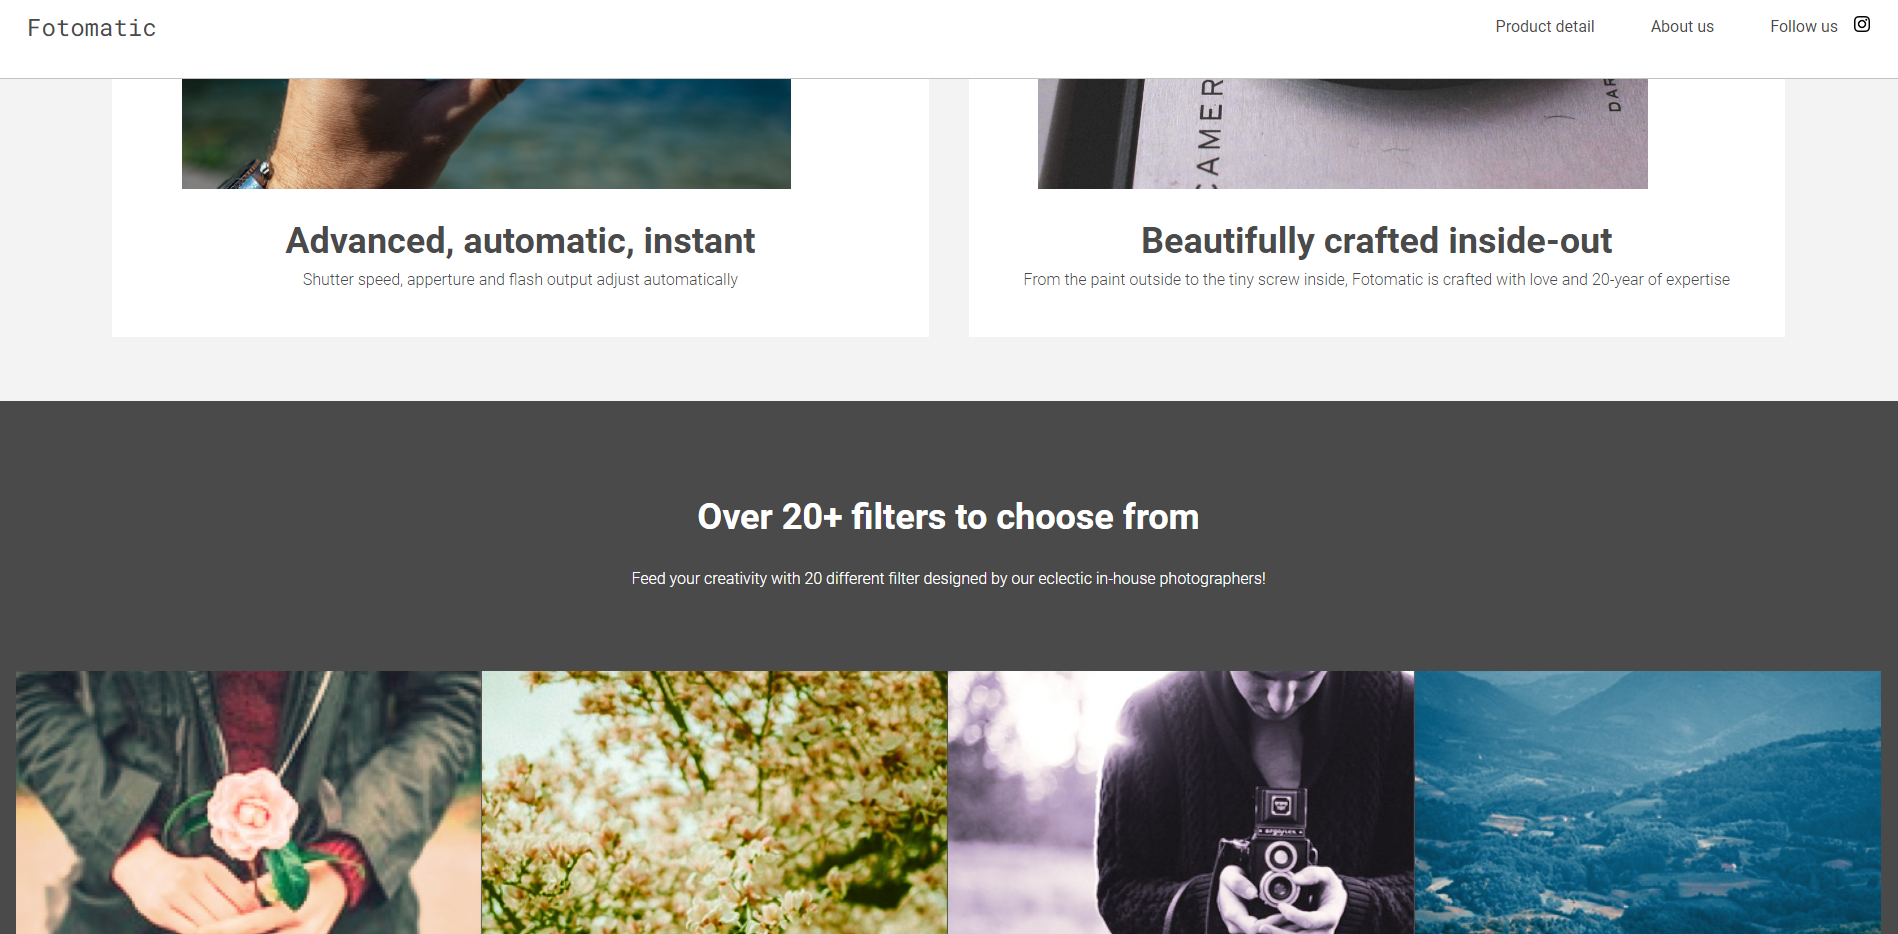 Fotomatic
Product detail
About us
Follow us
CAMER
DAR
Advanced, automatic, instant
Shutter speed, apperture and flash output adjust automatically
Beautifully crafted inside-out
From the paint outside to the tiny screw inside, Fotomatic is crafted with love and 20-year of expertise
Over 20+ filters to choose from
Feed your creativity with 20 different filter designed by our eclectic in-house photographers!